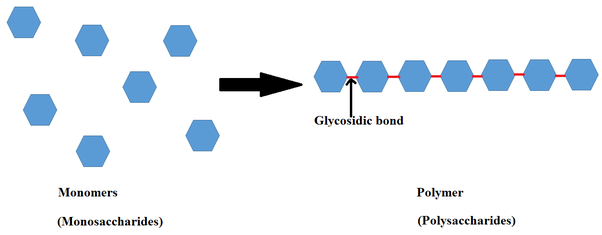 Glycosidic bond
Monomers
(Monosaccharides)
Polymer
(Polysaccharides)